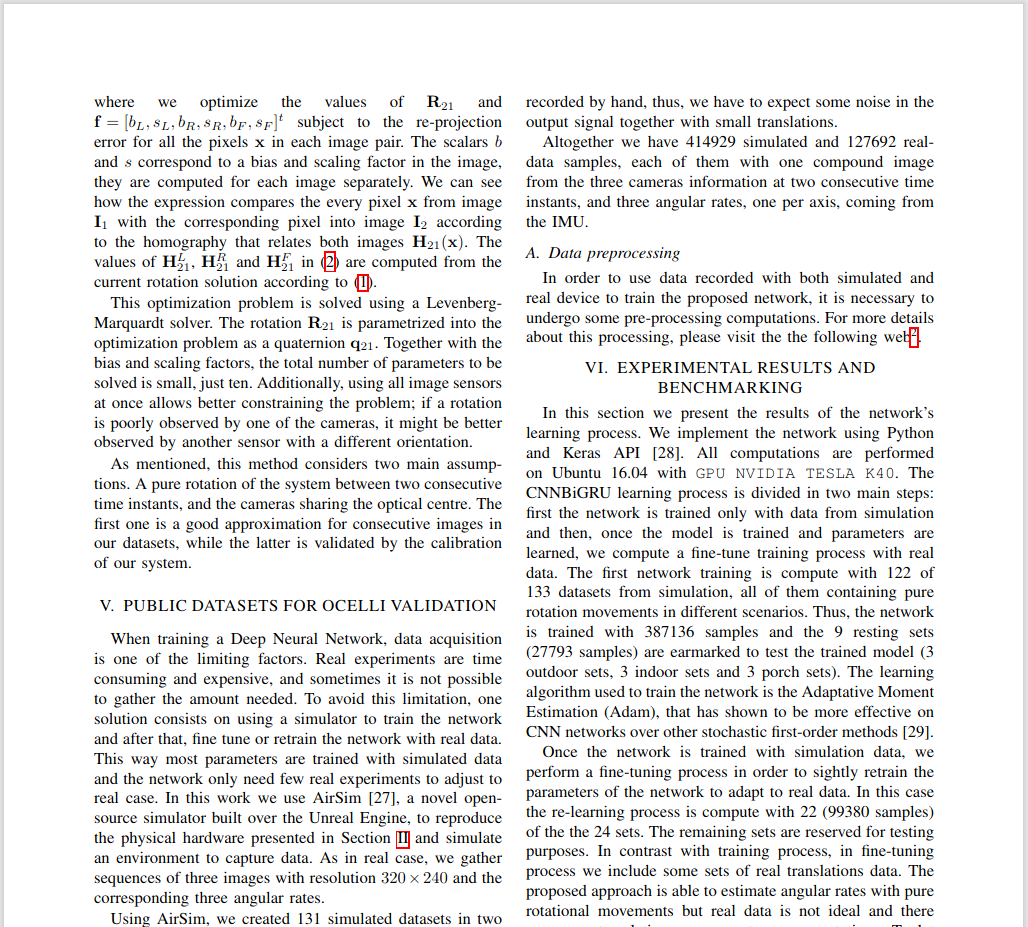 where we optimize the values of R21 and
f = [bL, sL, bR, sR, bF, sF]t subject to the re-projection
error for all the pixels x in each image pair. The scalars b
and s correspond to a bias and scaling factor in the image,
they are computed for each image separately. We can see
how the expression compares the every pixel x from image
I1 with the corresponding pixel into image I2 according
to the homography that relates both images H21(x). The
values of HL21, HR21 and HF21 in (2) are computed from the
current rotation solution according to (1).
This optimization problem is solved using a Levenberg-
Marquardt solver. The rotation R21 is parametrized into the
optimization problem as a quaternion q21. Together with the
bias and scaling factors, the total number of parameters to be
solved is small, just ten. Additionally, using all image sensors
at once allows better constraining the problem; if a rotation
is poorly observed by one of the cameras, it might be better
observed by another sensor with a different orientation.
As mentioned, this method considers two main assump-
tions. A pure rotation of the system between two consecutive
time instants, and the cameras sharing the optical centre. The
first one is a good approximation for consecutive images in
our datasets, while the latter is validated by the calibration
of our system.
V. PUBLIC DATASETS FOR OCELLI VALIDATION
When training a Deep Neural Network, data acquisition
is one of the limiting factors. Real experiments are time
consuming and expensive, and sometimes it is not possible
to gather the amount needed. To avoid this limitation, one
solution consists on using a simulator to train the network
and after that, fine tune or retrain the network with real data.
This way most parameters are trained with simulated data
and the network only need few real experiments to adjust to
real case. In this work we use AirSim [27], a novel open-
source simulator built over the Unreal Engine, to reproduce
the physical hardware presented in Section II and simulate
an environment to capture data. As in real case, we gather
sequences of three images with resolution 320 × 240 and the
corresponding three angular rates.
Using AirSim, we created 131 simulated datasets in two
recorded by hand, thus, we have to expect some noise in the
output signal together with small translations.
Altogether we have 414929 simulated and 127692 real-
data samples, each of them with one compound image
from the three cameras information at two consecutive time
instants, and three angular rates, one per axis, coming from
the IMU.
A. Data preprocessing
In order to use data recorded with both simulated and
real device to train the proposed network, it is necessary to
undergo some pre-processing computations. For more details
about this processing, please visit the the following web2.
VI. EXPERIMENTAL RESULTS AND
BENCHMARKING
In this section we present the results of the network's
learning process. We implement the network using Python
and Keras API [28]. All computations are performed
on Ubuntu 16.04 with GPU NVIDIA TESLA K40. The
CNNBiGRU learning process is divided in two main steps:
first the network is trained only with data from simulation
and then, once the model is trained and parameters are
learned, we compute a fine-tune training process with real
data. The first network training is compute with 122 of
133 datasets from simulation, all of them containing pure
rotation movements in different scenarios. Thus, the network
is trained with 387136 samples and the 9 resting sets
(27793 samples) are earmarked to test the trained model (3
outdoor sets, 3 indoor sets and 3 porch sets). The learning
algorithm used to train the network is the Adaptative Moment
Estimation (Adam), that has shown to be more effective on
CNN networks over other stochastic first-order methods [29].
Once the network is trained with simulation data, we
perform a fine-tuning process in order to sightly retrain the
parameters of the network to adapt to real data. In this case
the re-learning process is compute with 22 (99380 samples)
of the the 24 sets. The remaining sets are reserved for testing
purposes. In contrast with training process, in fine-tuning
process we include some sets of real translations data. The
proposed approach is able to estimate angular rates with pure
rotational movements but real data is not ideal and there